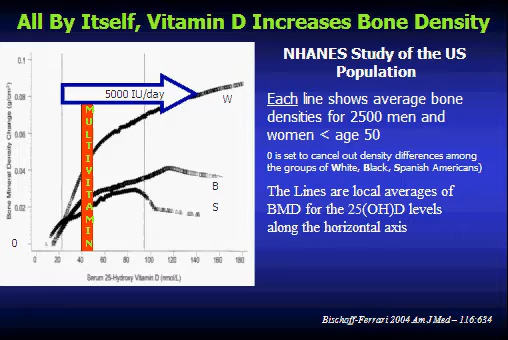 All By Itself, Vitamin D Increases Bone Density
NHANES Study of the US
Population
Each line shows average bone
densities for 2500 men and
women < age 50
0 is set to cancel out density differences among
the groups of White, Black, Spanish Americans)
The Lines are local averages of
BMD for the 25(OH)D levels
along the horizontal axis
Bischoff-Ferrari 2004 Am J Med – 116:634
5000 IU/day
MULTIVITAMIN
W
B
S
Bone Mineral Density Change (g/cm²)
0.1
0.08
0.06
0.04
0.02
0
0 20 40 60 80 100 120 140 160 180
Serum 25-Hydroxy Vitamin D (nmol/L)